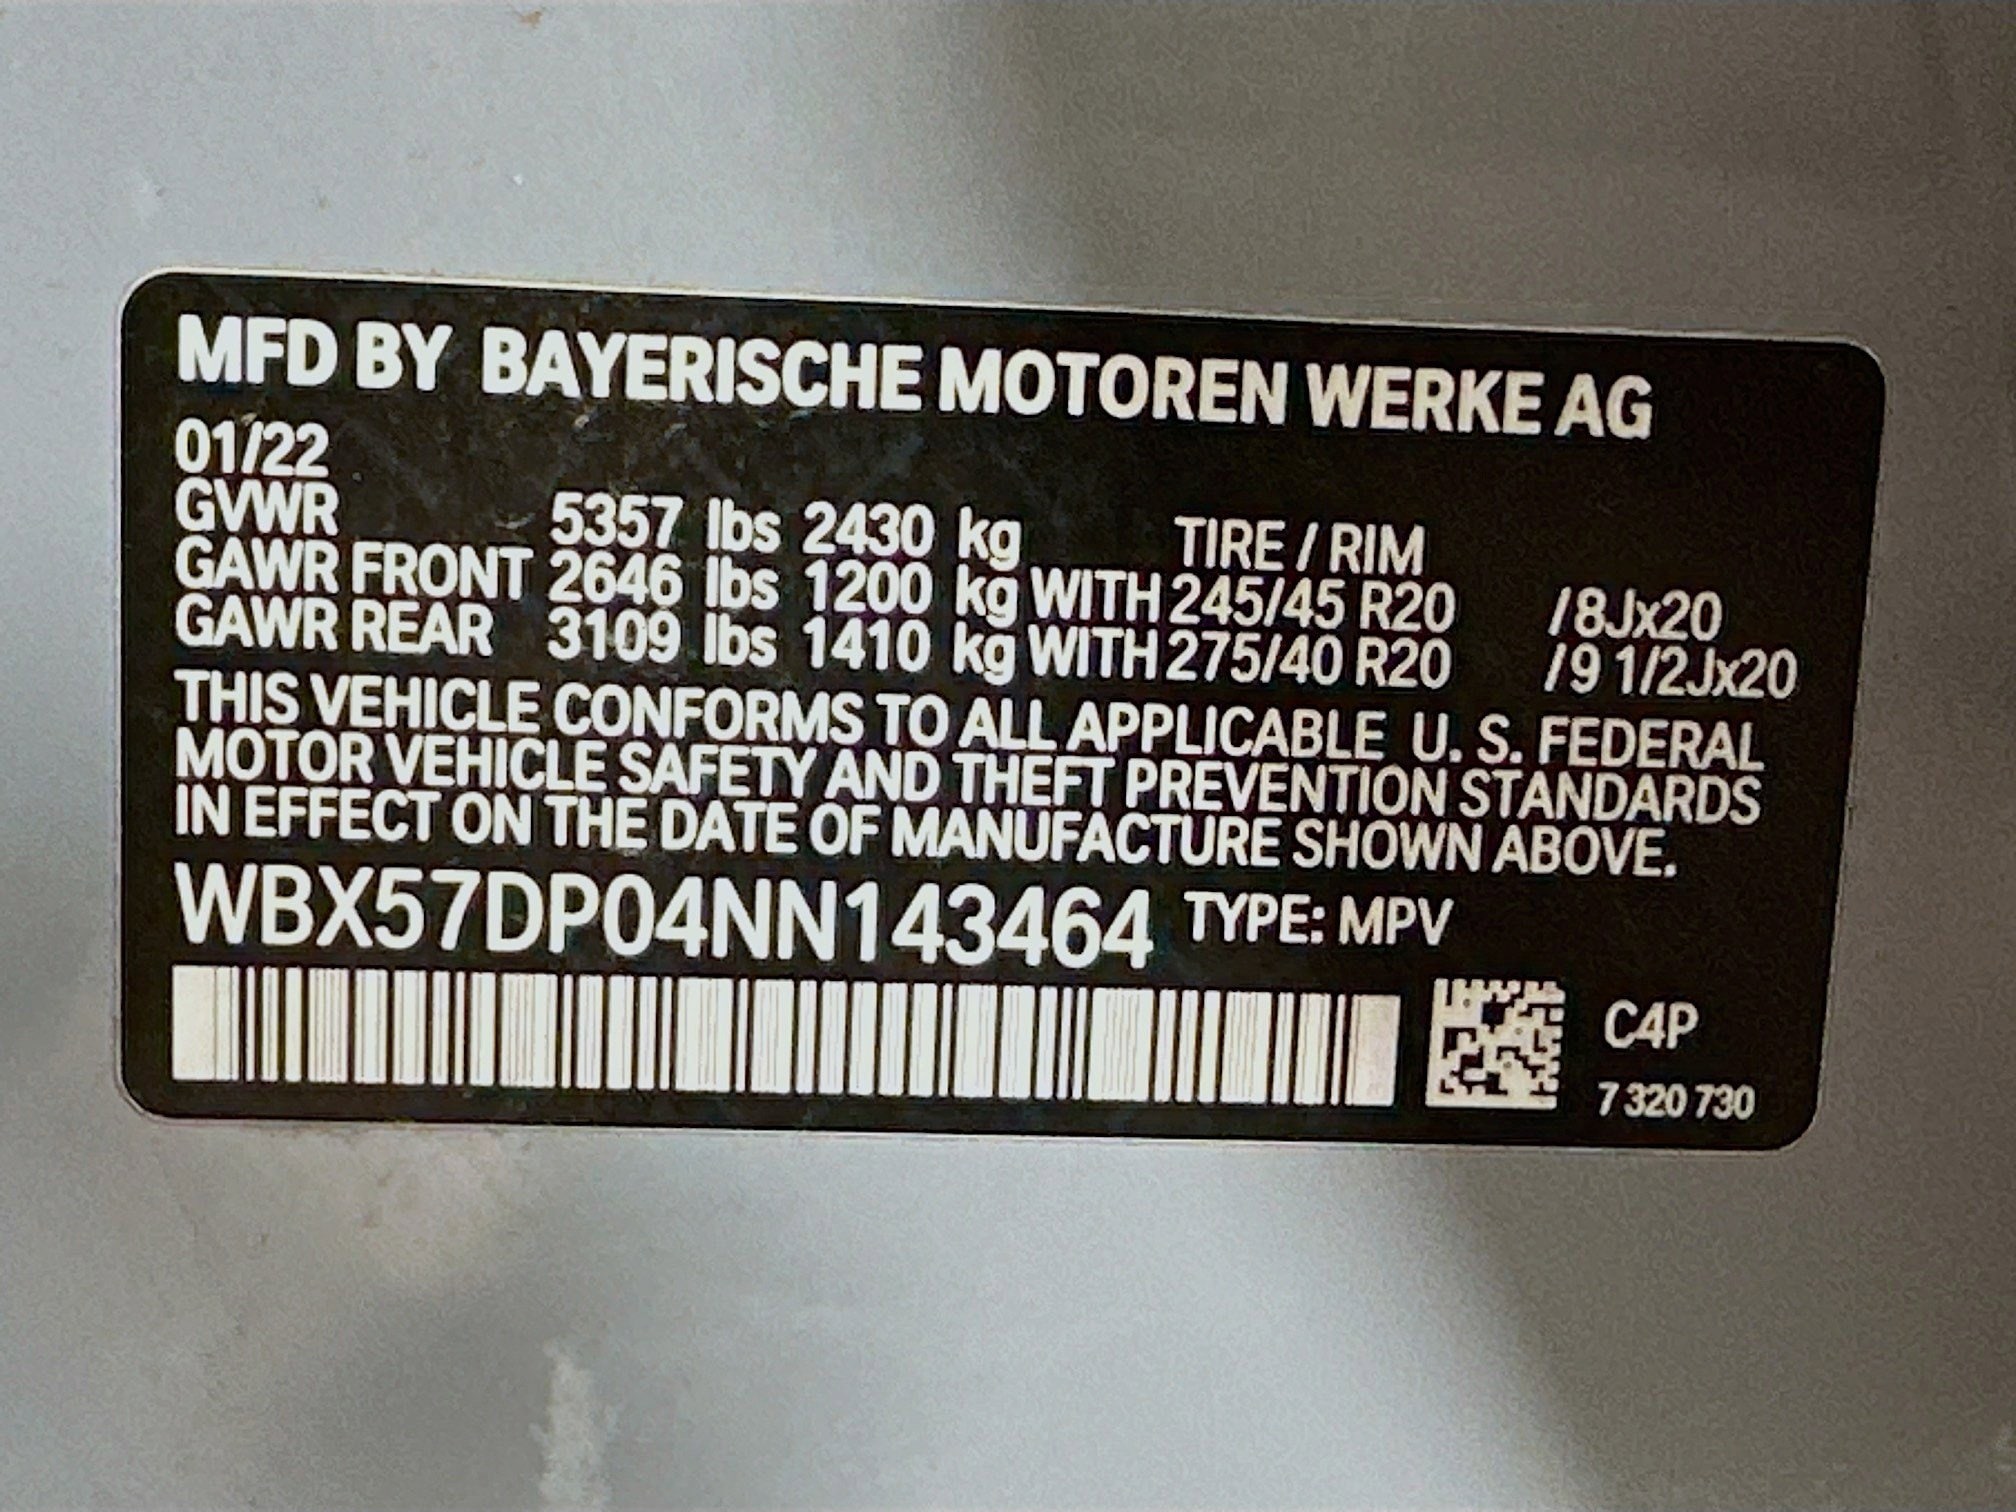 MFD BY BAYERISCHE MOTOREN WERKE AG
01/22
GVWR 5357 lbs 2430 kg TIRE / RIM
GAWR FRONT 2646 lbs 1200 kg WITH 245/45 R20 /8Jx20
GAWR REAR 3109 lbs 1410 kg WITH 275/40 R20 /9 1/2Jx20
THIS VEHICLE CONFORMS TO ALL APPLICABLE U. S. FEDERAL
MOTOR VEHICLE SAFETY AND THEFT PREVENTION STANDARDS
IN EFFECT ON THE DATE OF MANUFACTURE SHOWN ABOVE.
WBX57DP04NN143464 TYPE: MPV
C4P
7 320 730